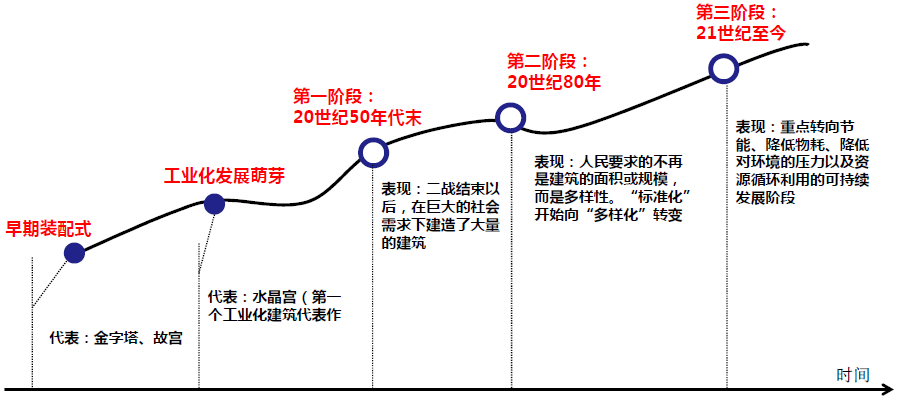 早期装配式
代表：金字塔、故宫
工业化发展萌芽
代表：水晶宫（第一
个工业化建筑代表作
第一阶段：
20世纪50年代末
表现：二战结束以
后，在巨大的社会
需求下建造了大量
的建筑
第二阶段：
20世纪80年
表现：人民要求的不再
是建筑的面积或规模，
而是多样性。“标准化”
开始向“多样化”转变
第三阶段：
21世纪至今
表现：重点转向节
能、降低物耗、降低
对环境的压力以及资
源循环利用的可持续
发展阶段
时间